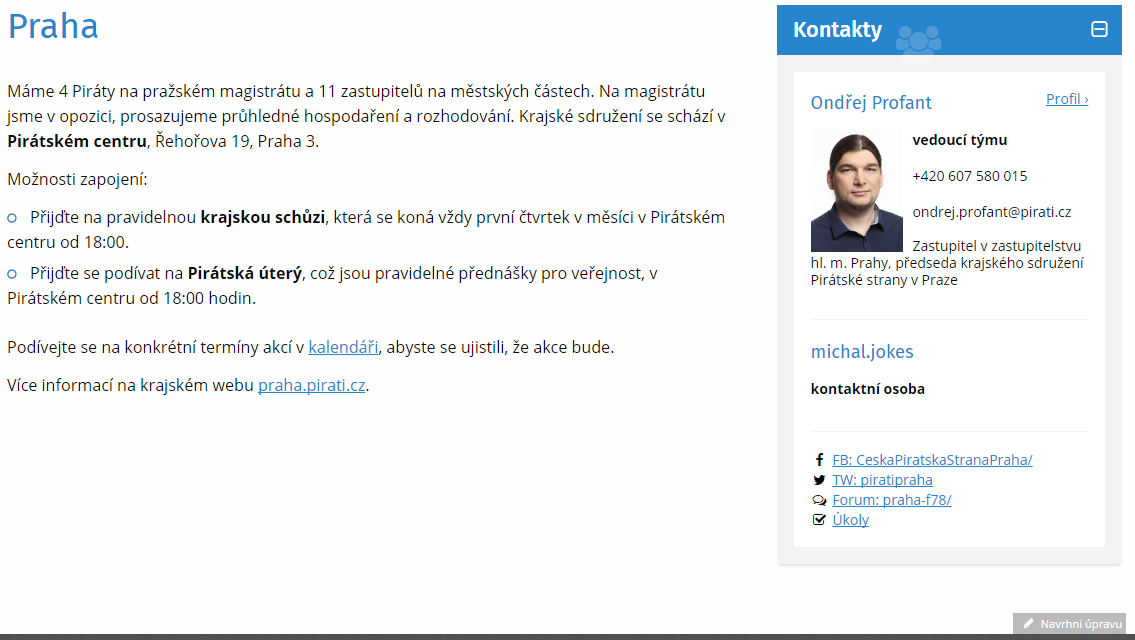 Praha
Máme 4 Piráty na pražském magistrátu a 11 zastupitelů na městských částech. Na magistrátu
jsme v opozici, prosazujeme průhledné hospodaření a rozhodování. Krajské sdružení se schází v
Pirátském centru, Řehořova 19, Praha 3.
Možnosti zapojení:
Přijďte na pravidelnou krajskou schůzi, která se koná vždy první čtvrtek v měsíci v Pirátském
centru od 18:00.
Přijďte se podívat na Pirátská úterý, což jsou pravidelné přednášky pro veřejnost, v
Pirátském centru od 18:00 hodin.
Podívejte se na konkrétní termíny akcí v kalendáři, abyste se ujistili, že akce bude.
Více informací na krajském webu praha.pirati.cz.
Kontakty
Ondřej Profant
Profil ›
vedoucí týmu
+420 607 580 015
ondrej.profant@pirati.cz
Zastupitel v zastupitelstvu
hl. m. Prahy, předseda krajského sdružení
Pirátské strany v Praze
michal.jokes
kontaktní osoba
FB: CeskaPiratskaStranaPraha/
TW: piratipraha
Forum: praha-f78/
Úkoly
Navrhni úpravu